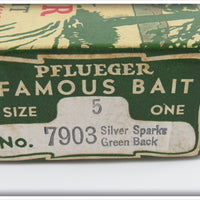 PFLUEGER
FAMOUS BAIT
SIZE 5 ONE
No. 7903 Silver Sparks
Green Back